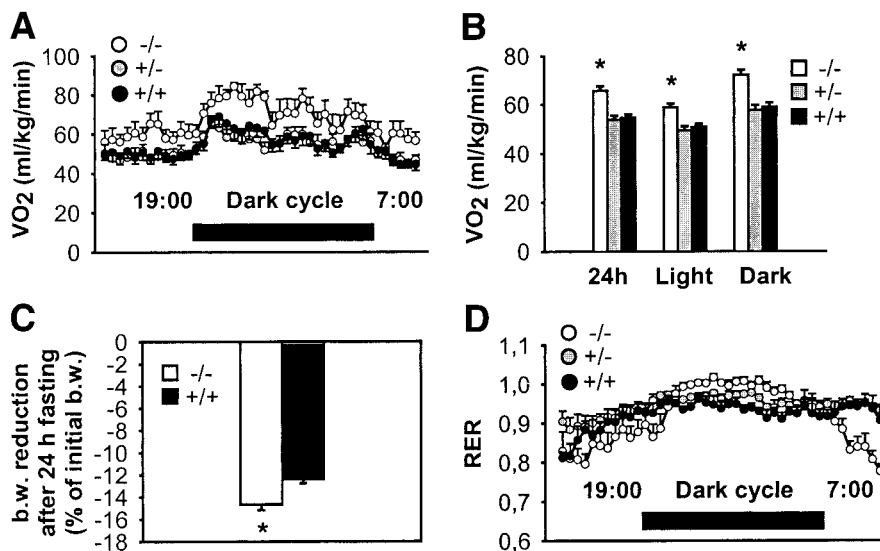 A
VO2 (ml/kg/min)
100
80
60
40
20
0
-/-
+/-
+/+
19:00 Dark cycle 7:00
B
VO2 (ml/kg/min)
80
60
40
20
0
* * *
-/-
+/-
+/+
24h Light Dark
C
b.w. reduction
after 24 h fasting
(% of initial b.w.)
0
-2
-4
-6
-8
-10
-12
-14
-16
-18
-/-
+/+
*
D
RER
1,1
1,0
0,9
0,8
0,7
0,6
-/-
+/-
+/+
19:00 Dark cycle 7:00